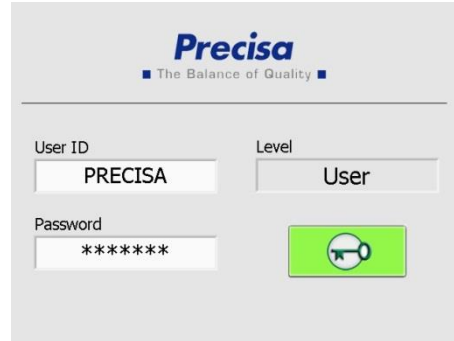 Precisa
■ The Balance of Quality ■
User ID
Level
PRECISA
User
Password
*******